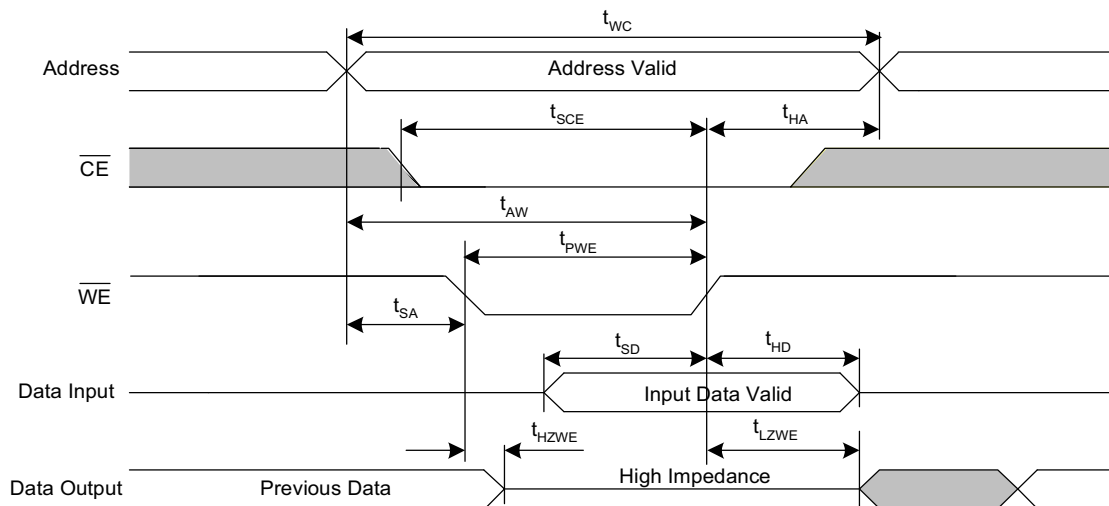 tWC
Address
Address Valid
tSCE
tHA
CE
tAW
tPWE
WE
tSA
tSD
tHD
Data Input
Input Data Valid
tHZWE
tLZWE
Data Output
Previous Data
High Impedance